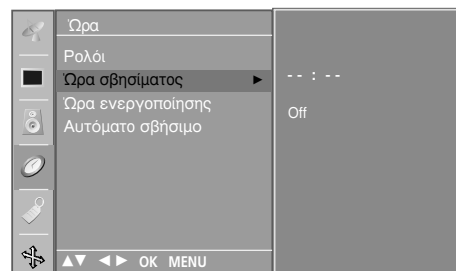 Ώρα
Ρολόι
Ώρα σβησίματος ►
-- : --
Ώρα ενεργοποίησης
Off
Αυτόματο σβήσιμο
▲▼ ◄► OK MENU